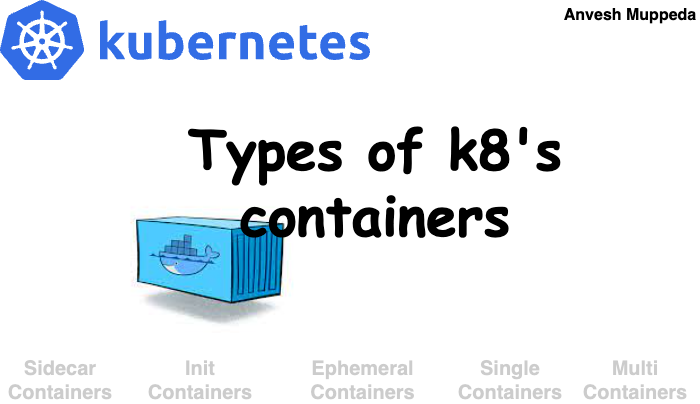 kubernetes
Anvesh Muppeda
Types of k8's
containers
Sidecar
Containers
Init
Containers
Ephemeral
Containers
Single
Containers
Multi
Containers